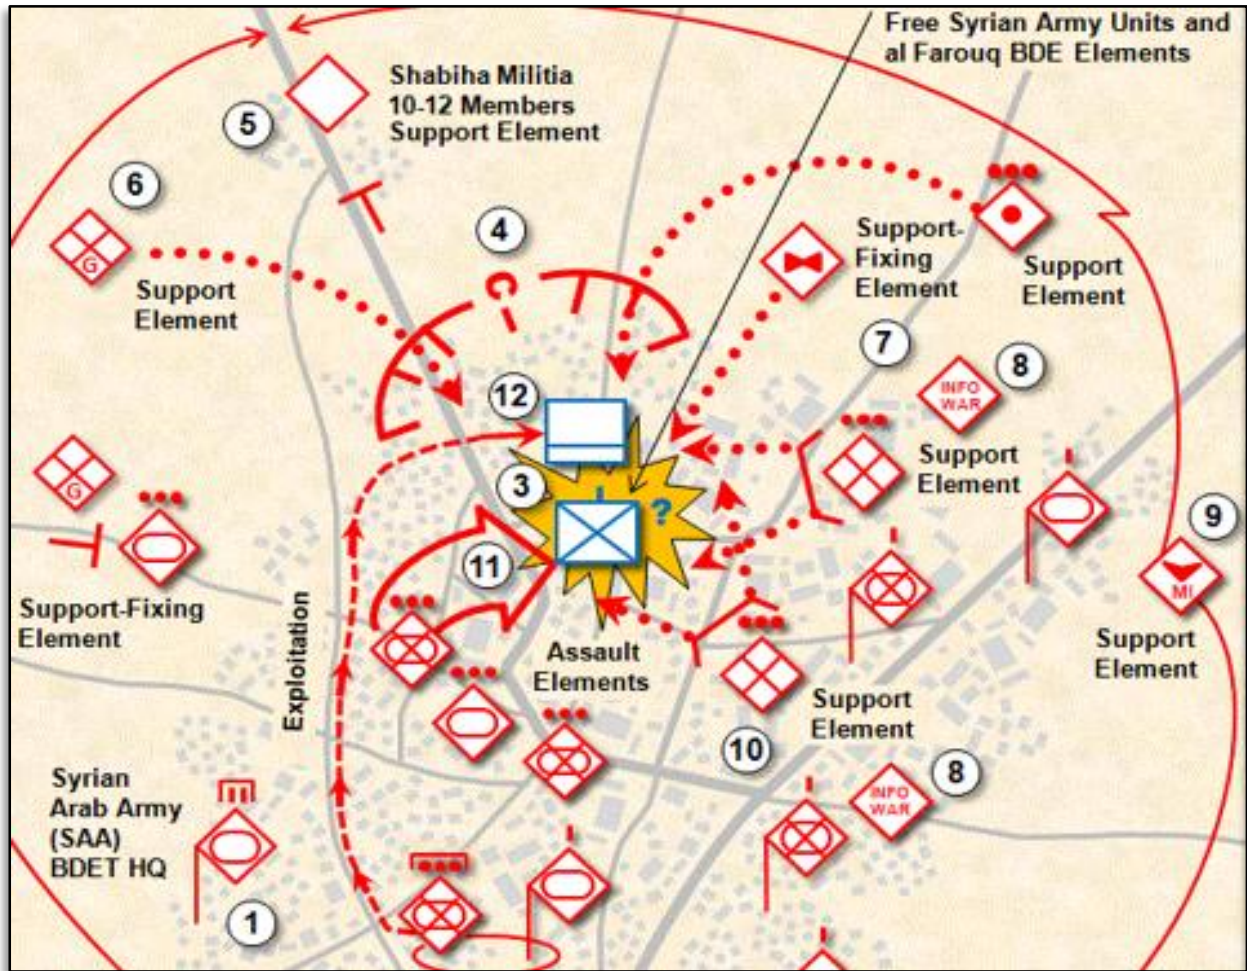 Free Syrian Army Units and
al Farouq BDE Elements
Shabiha Militia
10-12 Members
Support Element
5
6
G
Support
Element
4
C
Support-
Fixing
Element
Support
Element
7
8
INFO
WAR
12
3
?
Support
Element
G
9
MI
Support
Element
11
Support-Fixing
Element
Exploitation
Assault
Elements
Support
Element
10
8
INFO
WAR
Syrian
Arab Army
(SAA)
BDET HQ
1